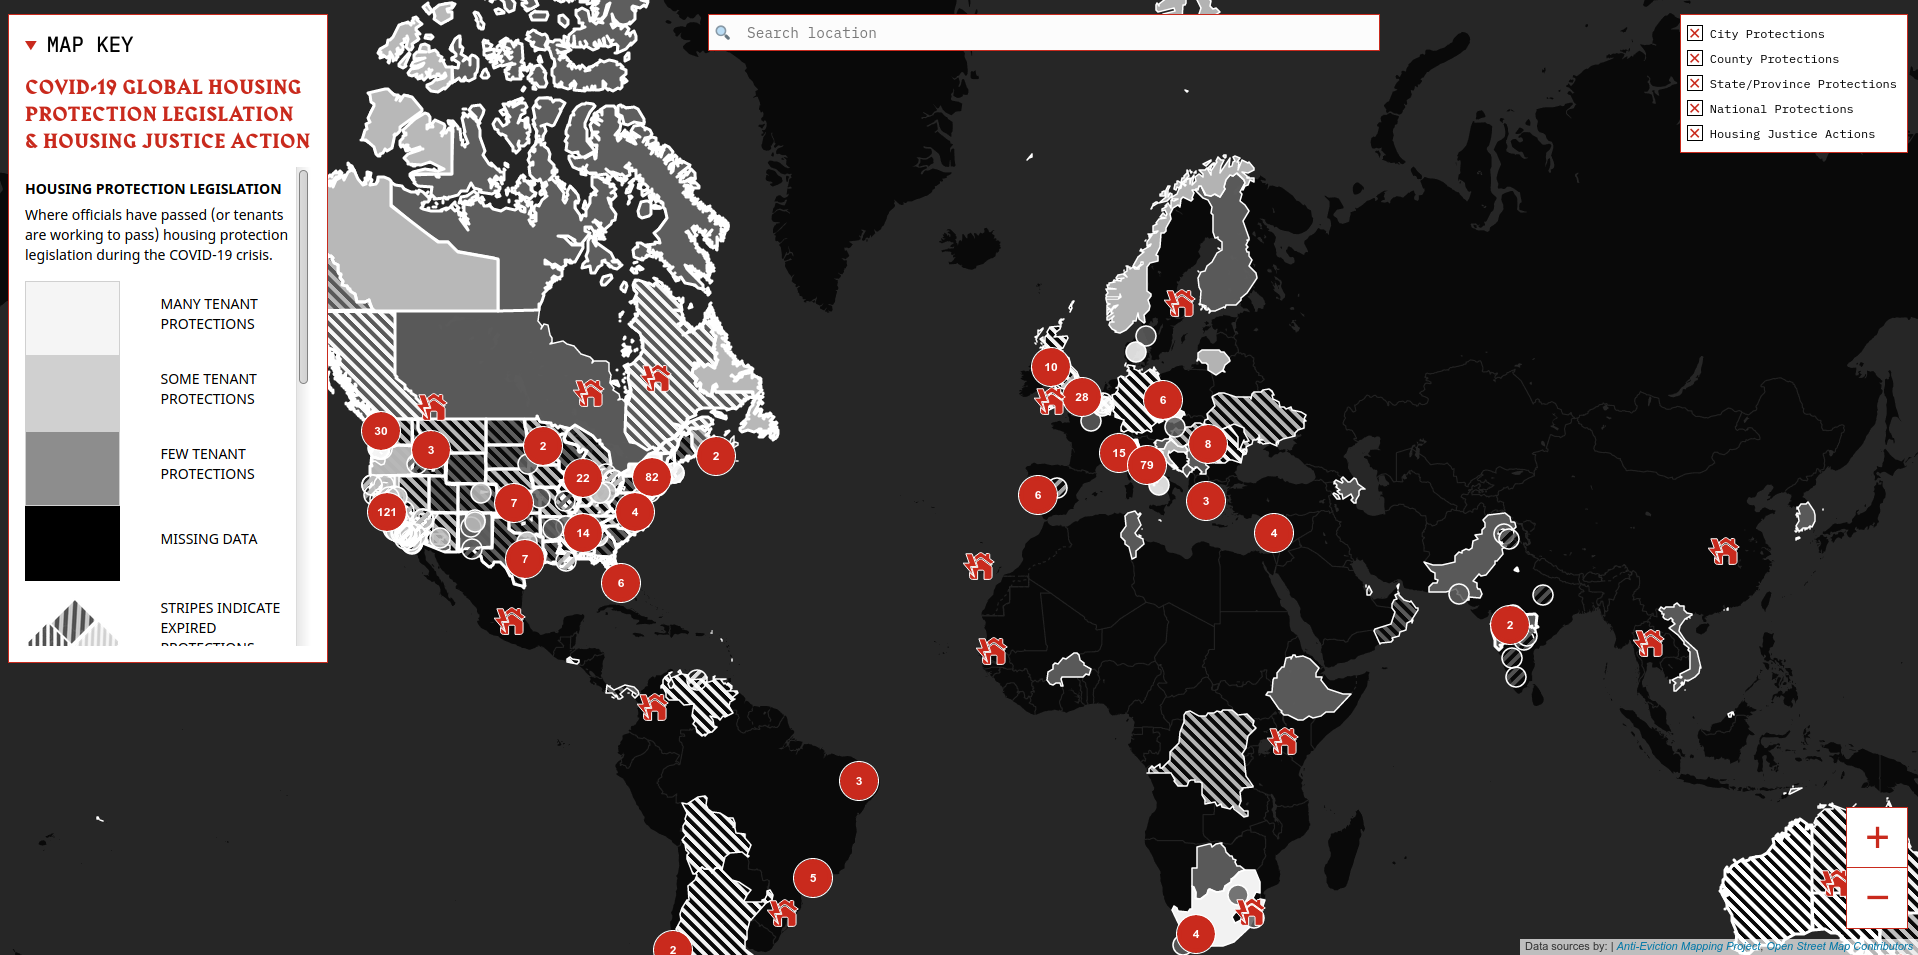 ▼ MAP KEY
COVID-19 GLOBAL HOUSING
PROTECTION LEGISLATION
& HOUSING JUSTICE ACTION
HOUSING PROTECTION LEGISLATION
Where officials have passed (or tenants
are working to pass) housing protection
legislation during the COVID-19 crisis.
MANY TENANT
PROTECTIONS
SOME TENANT
PROTECTIONS
FEW TENANT
PROTECTIONS
MISSING DATA
STRIPES INDICATE
EXPIRED
PROTECTIONS
Search location
City Protections
County Protections
State/Province Protections
National Protections
Housing Justice Actions
10
28
6
30
3
2
2
22
82
8
15
79
7
6
3
121
4
14
4
7
6
2
3
5
4
2
+
−
Data sources by: | Anti-Eviction Mapping Project, Open Street Map Contributors